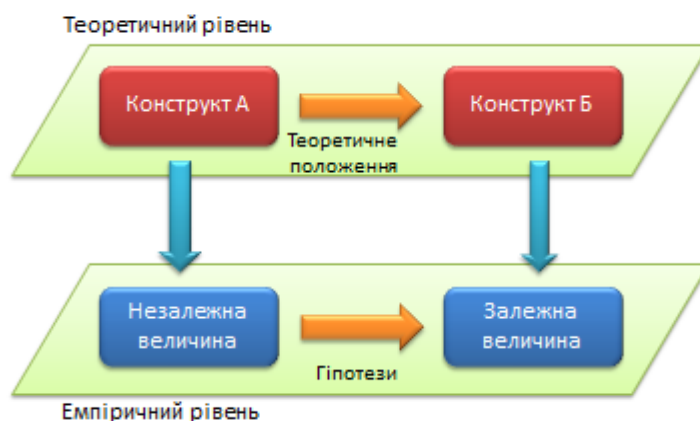 Теоретичний рівень
Конструкт А
Конструкт Б
Теоретичне
положення
Незалежна
величина
Залежна
величина
Гіпотези
Емпіричний рівень